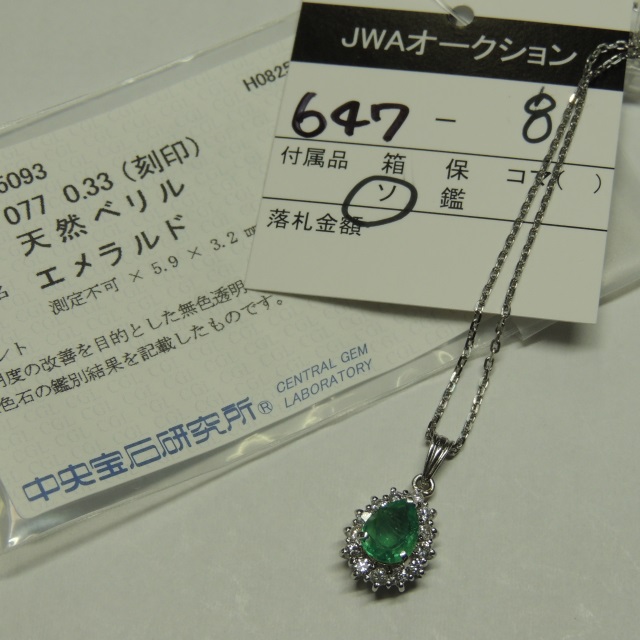 JWAオークション
647 - 8
付属品 箱 保 コマ( )
ソ 鑑
落札金額
H082
5093
077 0.33 (刻印)
天然ベリル
エメラルド
測定不可 × 5.9 × 3.2
ント
明度の改善を目的とした無色透明
色石の鑑別結果を記載したものです。
中央宝石研究所® CENTRAL GEM
LABORATORY